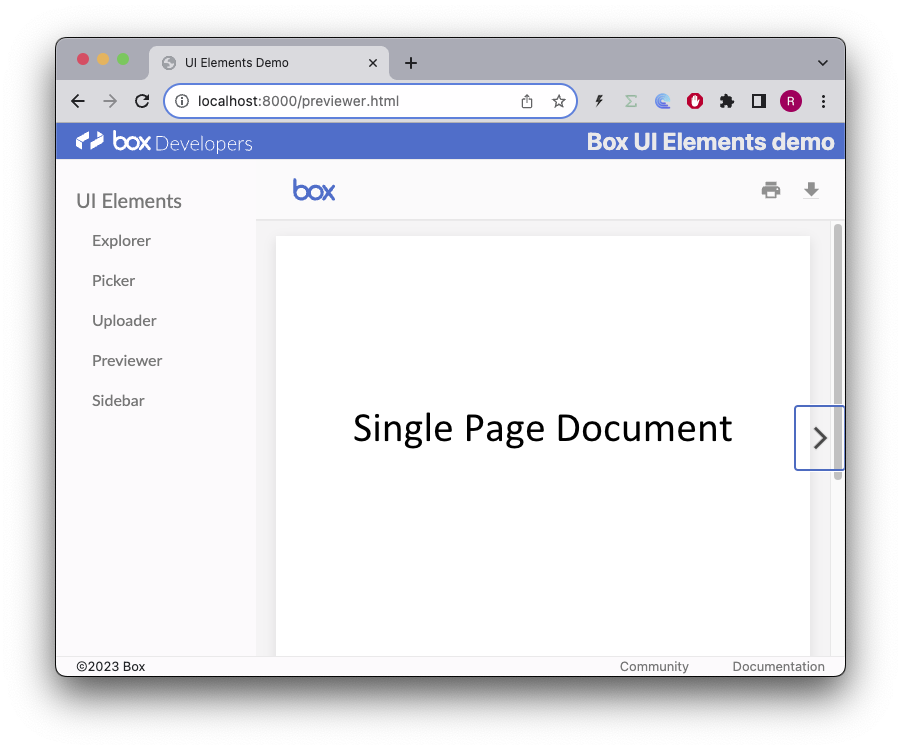 UI Elements Demo
localhost:8000/previewer.html
R
box Developers
Box UI Elements demo
UI Elements
box
Explorer
Picker
Uploader
Previewer
Sidebar
Single Page Document
©2023 Box
Community
Documentation